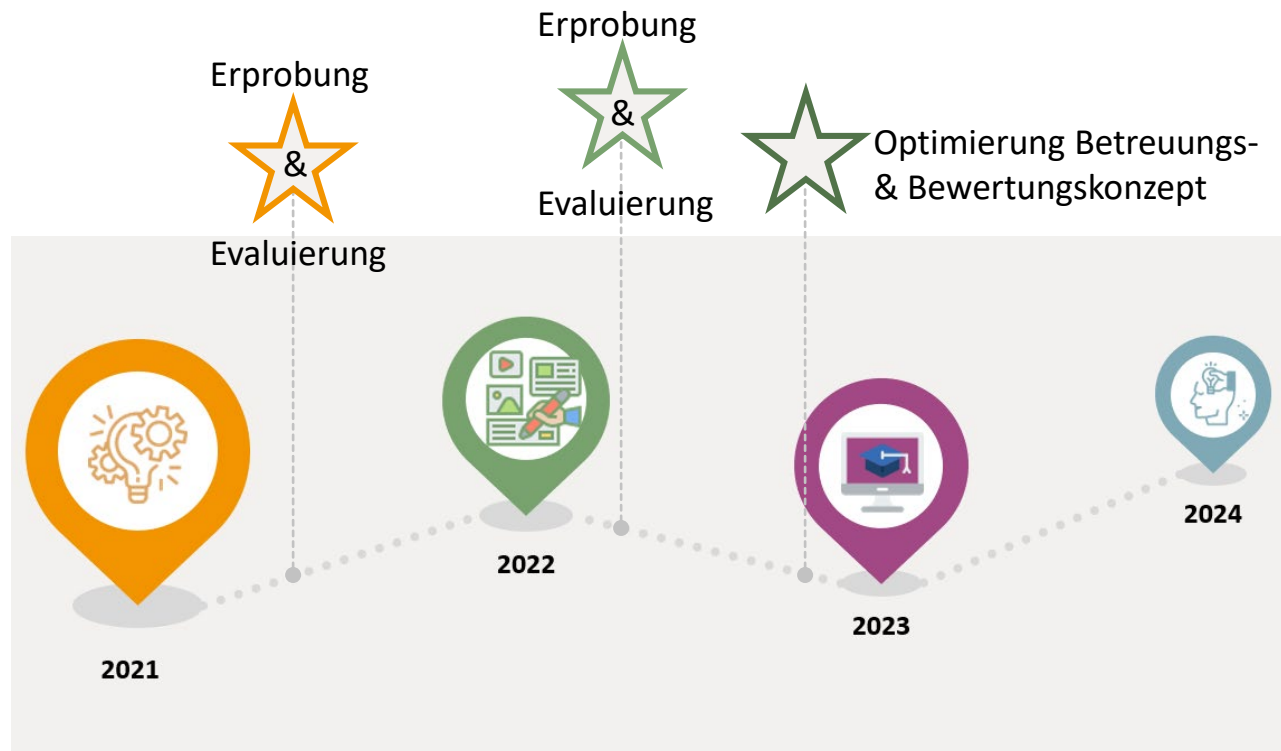 Erprobung
&
Evaluierung
Erprobung
&
Evaluierung
Optimierung Betreuungs-
& Bewertungskonzept
2021
2022
2023
2024